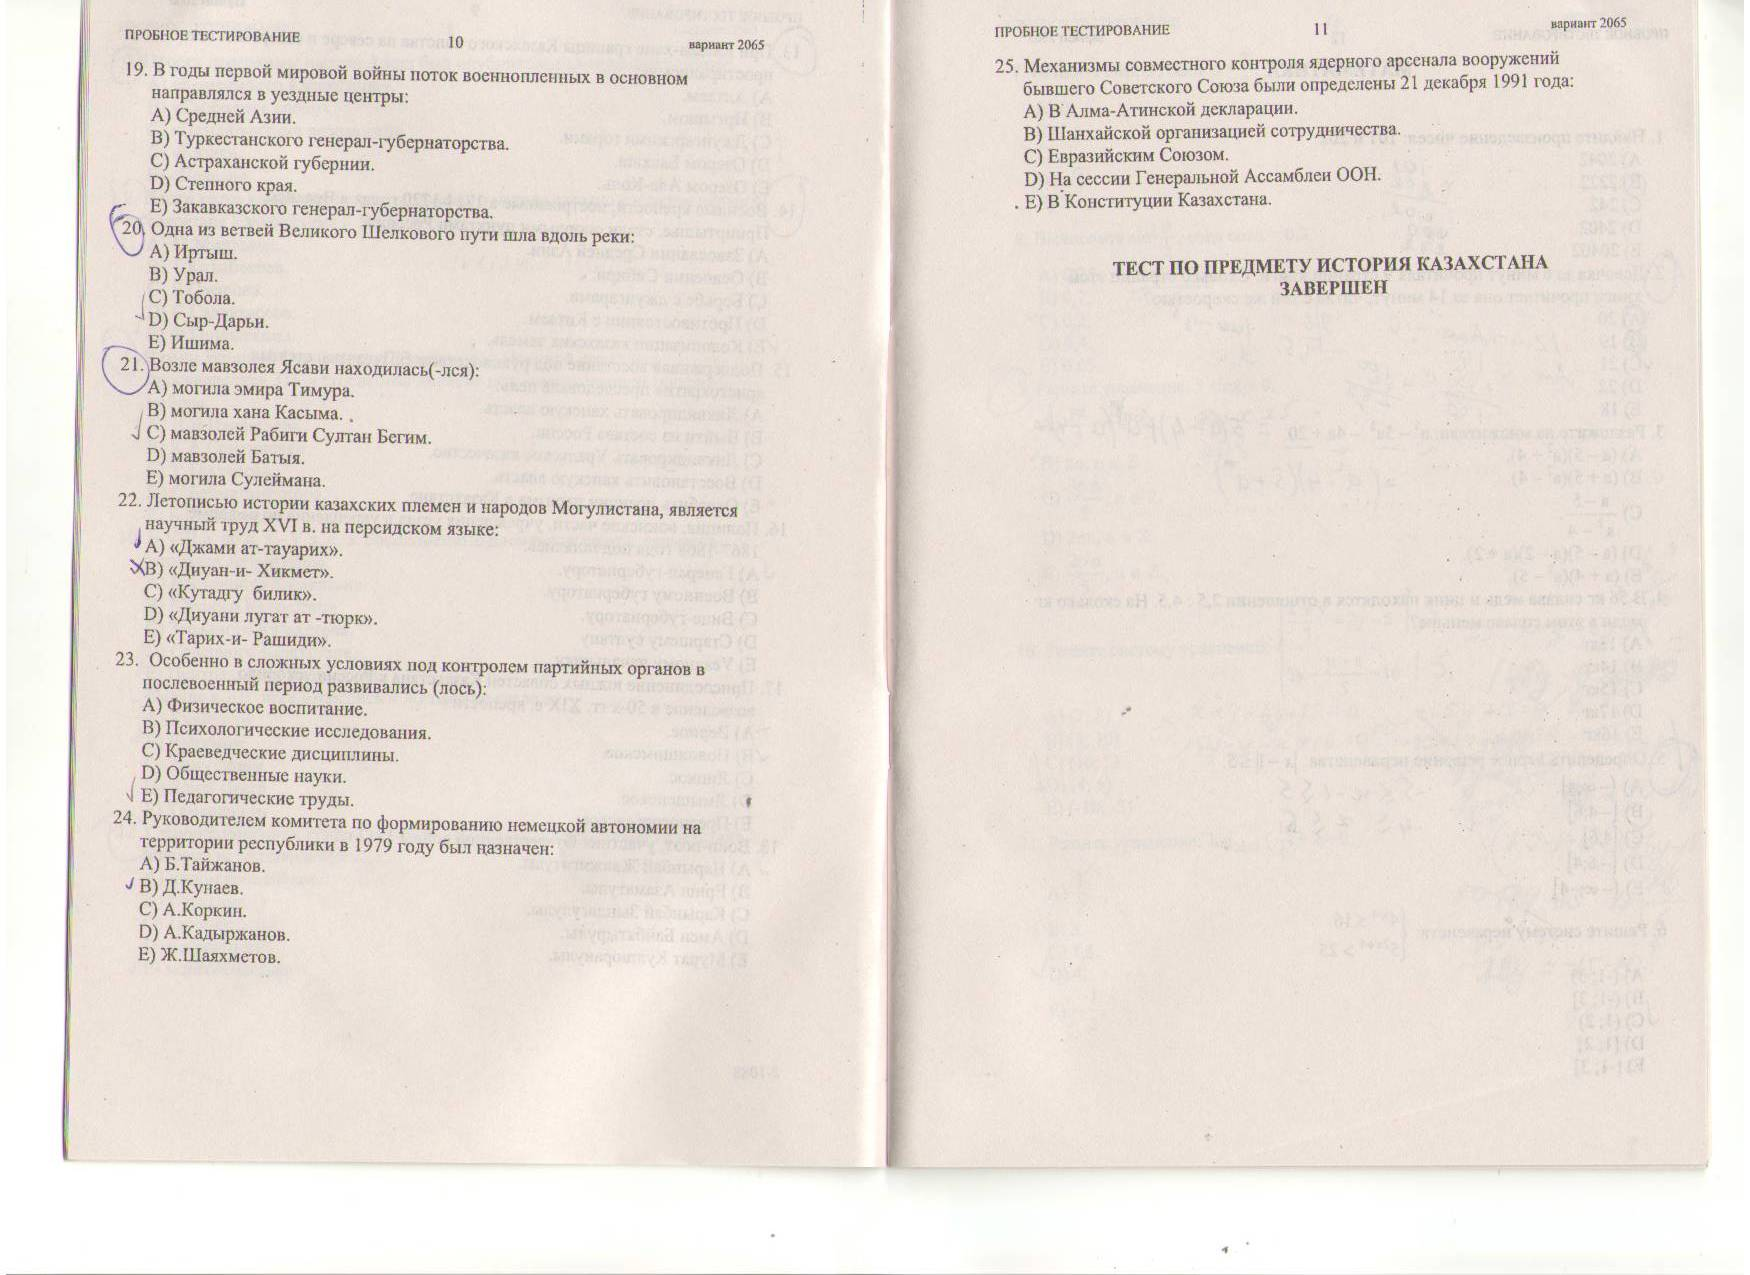 ПРОБНОЕ ТЕСТИРОВАНИЕ 10 вариант 2065
19. В годы первой мировой войны поток военнопленных в основном
направлялся в уездные центры:
A) Средней Азии.
B) Туркестанского генерал-губернаторства.
C) Астраханской губернии.
D) Степного края.
E) Закавказского генерал-губернаторства.
20. Одна из ветвей Великого Шелкового пути шла вдоль реки:
A) Иртыш.
B) Урал.
C) Тобола.
D) Сыр-Дарьи.
E) Ишима.
21. Возле мавзолея Ясави находилась(-лся):
A) могила эмира Тимура.
B) могила хана Касыма.
C) мавзолей Рабиги Султан Бегим.
D) мавзолей Батыя.
E) могила Сулеймана.
22. Летописью истории казахских племен и народов Могулистана, является
научный труд XVI в. на персидском языке:
A) «Джами ат-тауарих».
B) «Диуан-и- Хикмет».
C) «Кутадгу билик».
D) «Диуани лугат ат -тюрк».
E) «Тарих-и- Рашиди».
23. Особенно в сложных условиях под контролем партийных органов в
послевоенный период развивались (лось):
A) Физическое воспитание.
B) Психологические исследования.
C) Краеведческие дисциплины.
D) Общественные науки.
E) Педагогические труды.
24. Руководителем комитета по формированию немецкой автономии на
территории республики в 1979 году был назначен:
A) Б.Тайжанов.
B) Д.Кунаев.
C) А.Коркин.
D) А.Кадыржанов.
E) Ж.Шаяхметов.
ПРОБНОЕ ТЕСТИРОВАНИЕ 11 вариант 2065
25. Механизмы совместного контроля ядерного арсенала вооружений
бывшего Советского Союза были определены 21 декабря 1991 года:
A) В Алма-Атинской декларации.
B) Шанхайской организацией сотрудничества.
C) Евразийским Союзом.
D) На сессии Генеральной Ассамблеи ООН.
E) В Конституции Казахстана.
ТЕСТ ПО ПРЕДМЕТУ ИСТОРИЯ КАЗАХСТАНА
ЗАВЕРШЕН